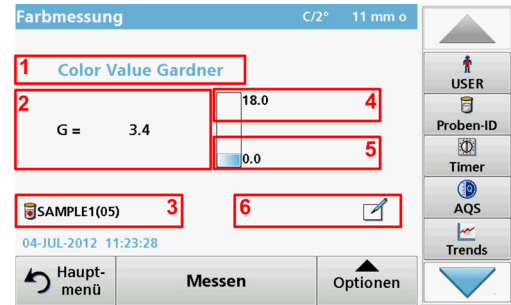 Farbmessung C/2° 11 mm o
1 Color Value Gardner
2
G = 3.4
18.0 4
0.0 5
SAMPLE1(05) 3
6
04-JUL-2012 11:23:28
Haupt-
menü
Messen
Optionen
USER
Proben-ID
Timer
AQS
Trends